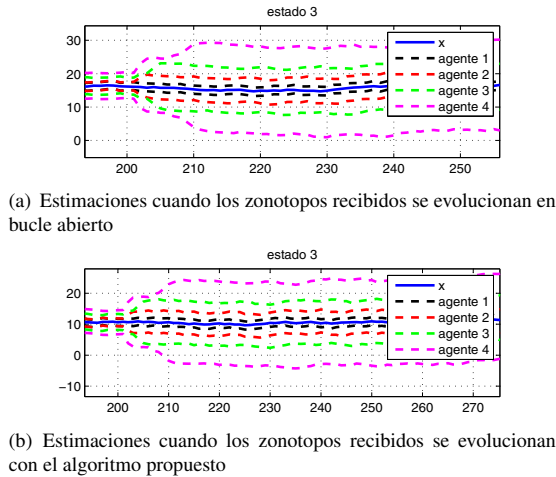 estado 3
30
20
10
0
x
agente 1
agente 2
agente 3
agente 4
200 210 220 230 240 250
(a) Estimaciones cuando los zonotopos recibidos se evolucionan en
bucle abierto
estado 3
20
10
0
−10
x
agente 1
agente 2
agente 3
agente 4
200 210 220 230 240 250 260 270
(b) Estimaciones cuando los zonotopos recibidos se evolucionan
con el algoritmo propuesto